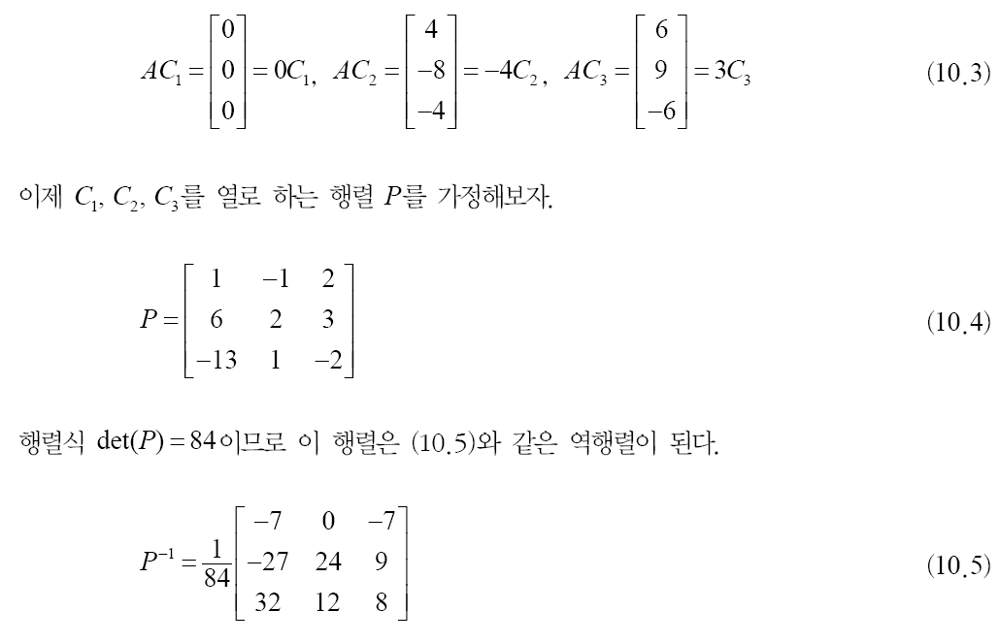 AC₁ = [0 0 0] = 0C₁, AC₂ = [4 −8 −4] = −4C₂, AC₃ = [6 9 −6] = 3C₃ (10.3)
이제 C₁, C₂, C₃를 열로 하는 행렬 P를 가정해보자.
P = [1 −1 2
6 2 3
−13 1 −2] (10.4)
행렬식 det(P) = 84이므로 이 행렬은 (10.5)와 같은 역행렬이 된다.
P⁻¹ = 1/84 [−7 0 −7
−27 24 9
32 12 8] (10.5)